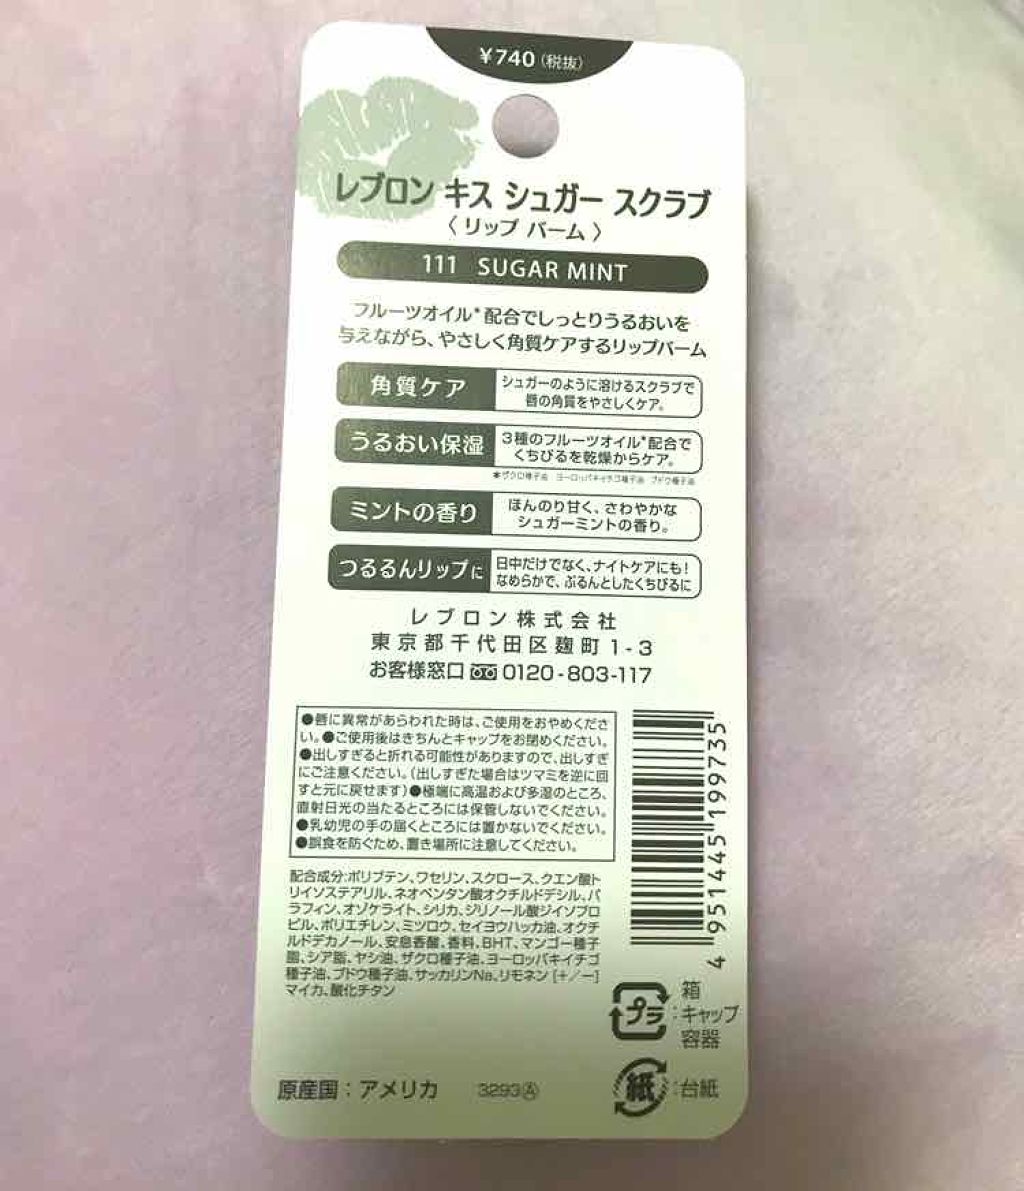 ¥740(税抜)
レブロン キス シュガー スクラブ
〈リップ バーム〉
111 SUGAR MINT
フルーツオイル*配合でしっとりうるおいを
与えながら、やさしく角質ケアするリップバーム
角質ケア
シュガーのように溶けるスクラブで
唇の角質をやさしくケア。
うるおい保湿
3種のフルーツオイル*配合で
くちびるを乾燥からケア。
*ザクロ種子油 ヨーロッパキイチゴ種子油 ブドウ種子油
ミントの香り
ほんのり甘く、さわやかな
シュガーミントの香り。
つるるんリップに
日中だけでなく、ナイトケアにも!
なめらかで、ぷるんとしたくちびるに
レブロン株式会社
東京都千代田区麹町1-3
お客様窓口 0120-803-117
●唇に異常があらわれた時は、ご使用をおやめくださ
い。●ご使用後はきちんとキャップをお閉めください。
●出しすぎると折れる可能性がありますので、出しすぎ
にご注意ください。(出しすぎた場合はツマミを逆に回
すと元に戻せます)●極端に高温および多湿のところ、
直射日光の当たるところには保管しないでください。
●乳幼児の手の届くところには置かないでください。
●誤食を防ぐため、置き場所に注意してください。
4951445199735
配合成分:ポリブテン、ワセリン、スクロース、クエン酸ト
リイソステアリル、ネオペンタン酸オクチルドデシル、パ
ラフィン、オゾケライト、シリカ、ジリノール酸ジイソプロ
ピル、ポリエチレン、ミツロウ、セイヨウハッカ油、オクチ
ルドデカノール、安息香酸、香料、BHT、マンゴー種子
脂、シア脂、ヤシ油、ザクロ種子油、ヨーロッパキイチゴ
種子油、ブドウ種子油、サッカリンNa、リモネン [+/-]
マイカ、酸化チタン
プラ:箱
キャップ
容器
紙:台紙
原産国:アメリカ 3293Ⓐ